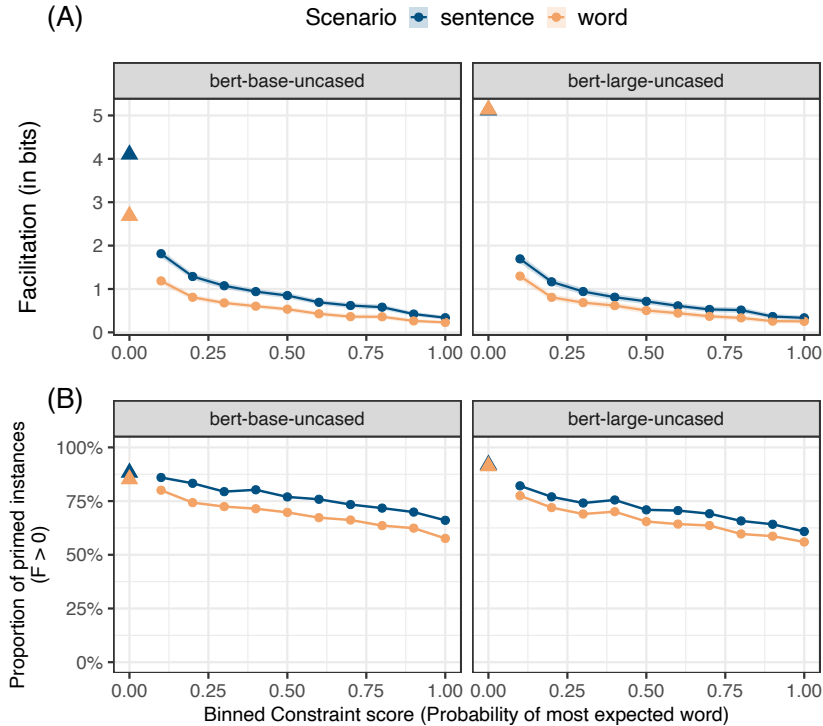 (A)
Scenario sentence word
bert-base-uncased bert-large-uncased
Facilitation (in bits)
5
4
3
2
1
0
0.00 0.25 0.50 0.75 1.00 0.00 0.25 0.50 0.75 1.00
(B)
bert-base-uncased bert-large-uncased
Proportion of primed instances
(F > 0)
100%
75%
50%
25%
0%
0.00 0.25 0.50 0.75 1.00 0.00 0.25 0.50 0.75 1.00
Binned Constraint score (Probability of most expected word)